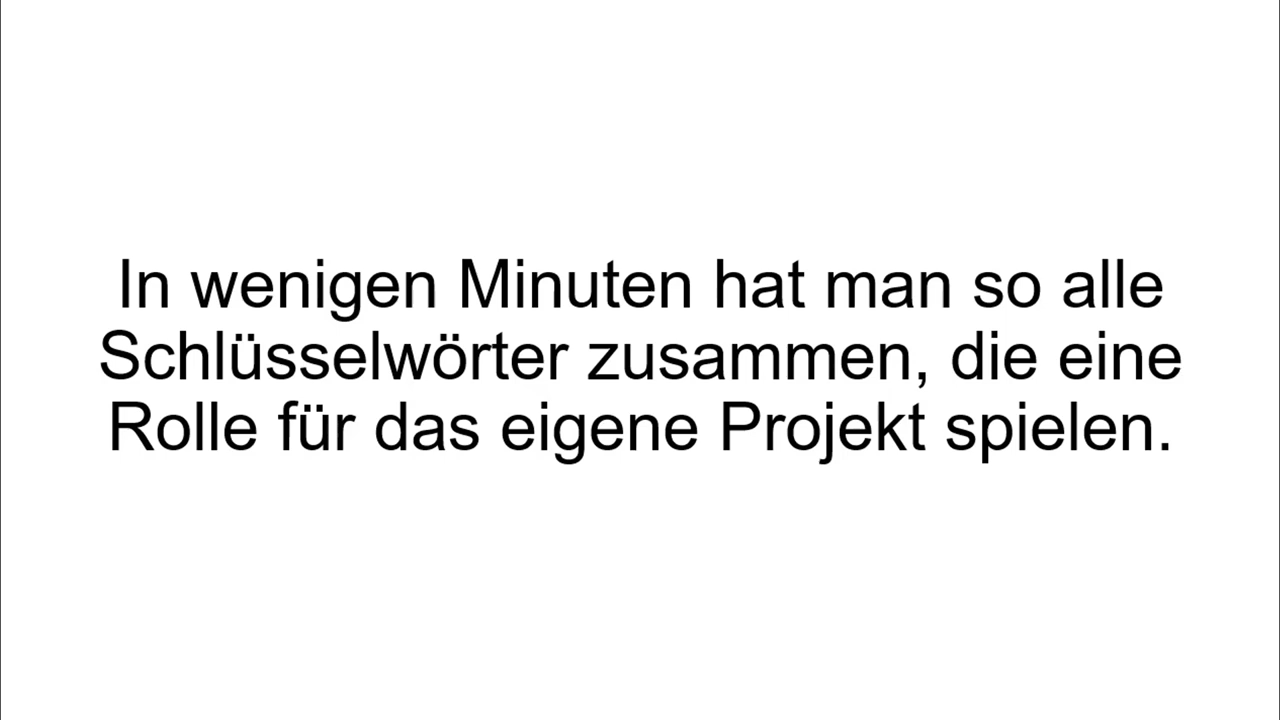 In wenigen Minuten hat man so alle
Schlüsselwörter zusammen, die eine
Rolle für das eigene Projekt spielen.